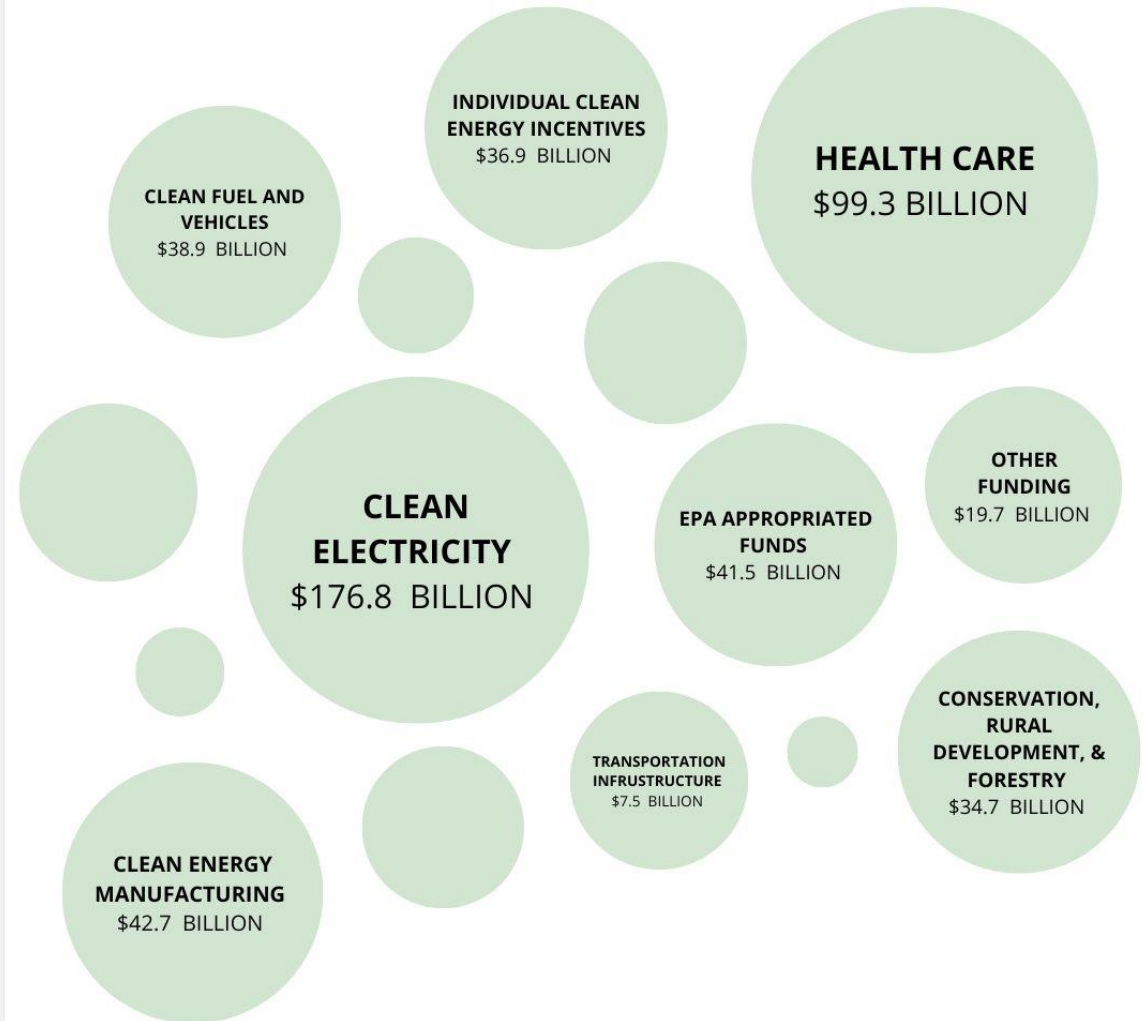 INDIVIDUAL CLEAN
ENERGY INCENTIVES
$36.9 BILLION
HEALTH CARE
$99.3 BILLION
CLEAN FUEL AND
VEHICLES
$38.9 BILLION
CLEAN
ELECTRICITY
$176.8 BILLION
EPA APPROPRIATED
FUNDS
$41.5 BILLION
OTHER
FUNDING
$19.7 BILLION
TRANSPORTATION
INFRUSTRUCTURE
$7.5 BILLION
CONSERVATION,
RURAL
DEVELOPMENT, &
FORESTRY
$34.7 BILLION
CLEAN ENERGY
MANUFACTURING
$42.7 BILLION